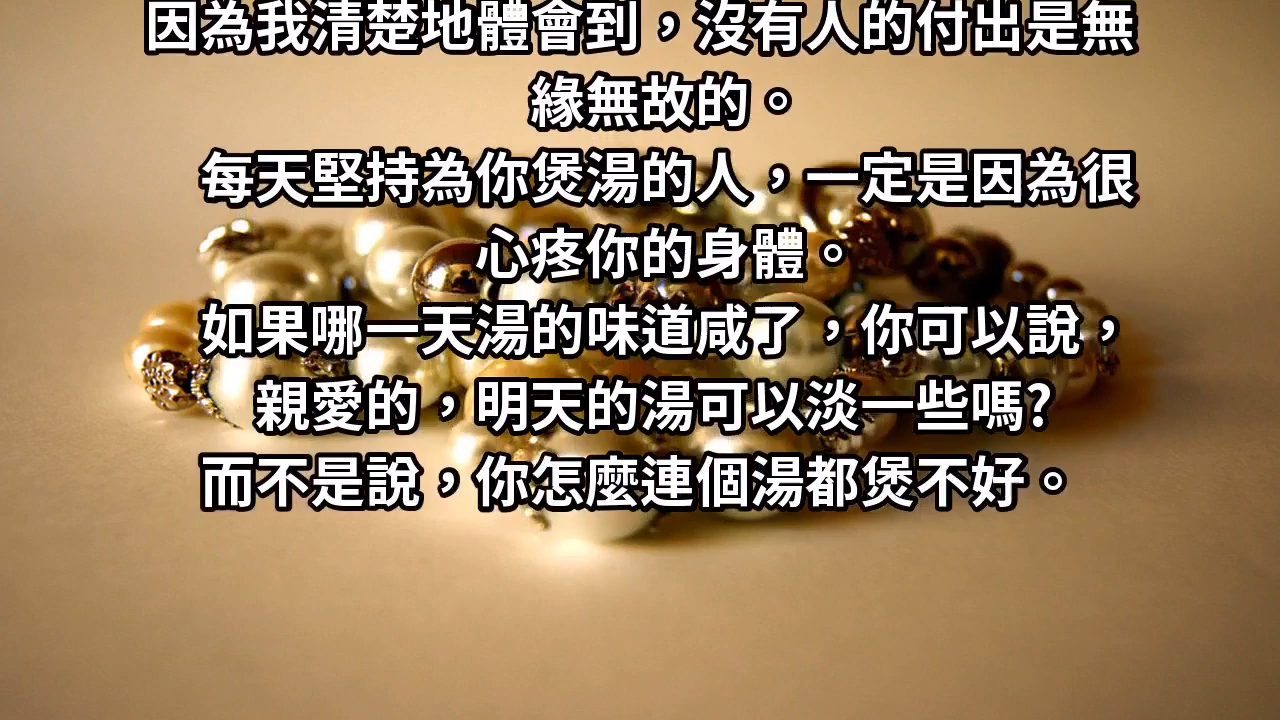 因為我清楚地體會到，沒有人的付出是無
緣無故的。
每天堅持為你煲湯的人，一定是因為很
心疼你的身體。
如果哪一天湯的味道咸了，你可以說，
親愛的，明天的湯可以淡一些嗎?
而不是說，你怎麼連個湯都煲不好。